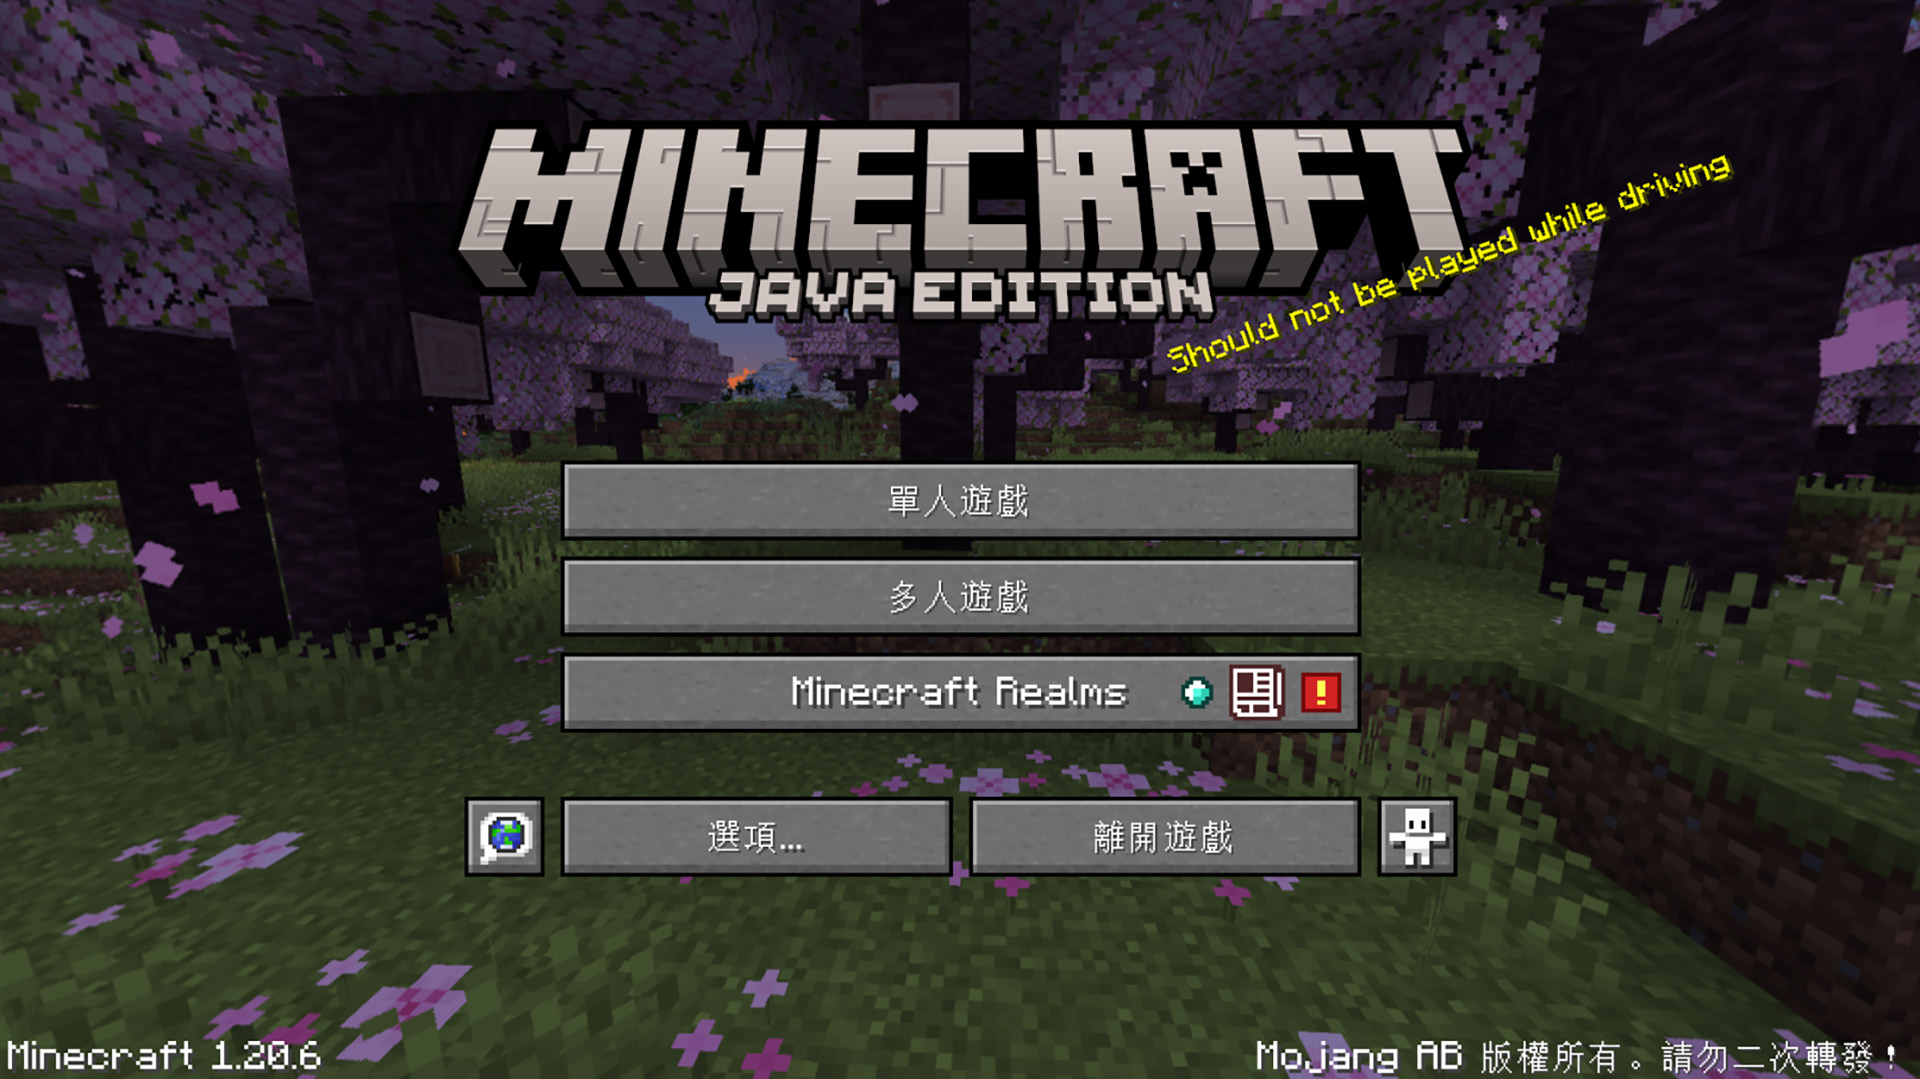 MINECRAFT
JAVA EDITION
Should not be played while driving
單人遊戲
多人遊戲
Minecraft Realms
選項...
離開遊戲
Minecraft 1.20.6
Mojang AB 版權所有。請勿二次轉發！